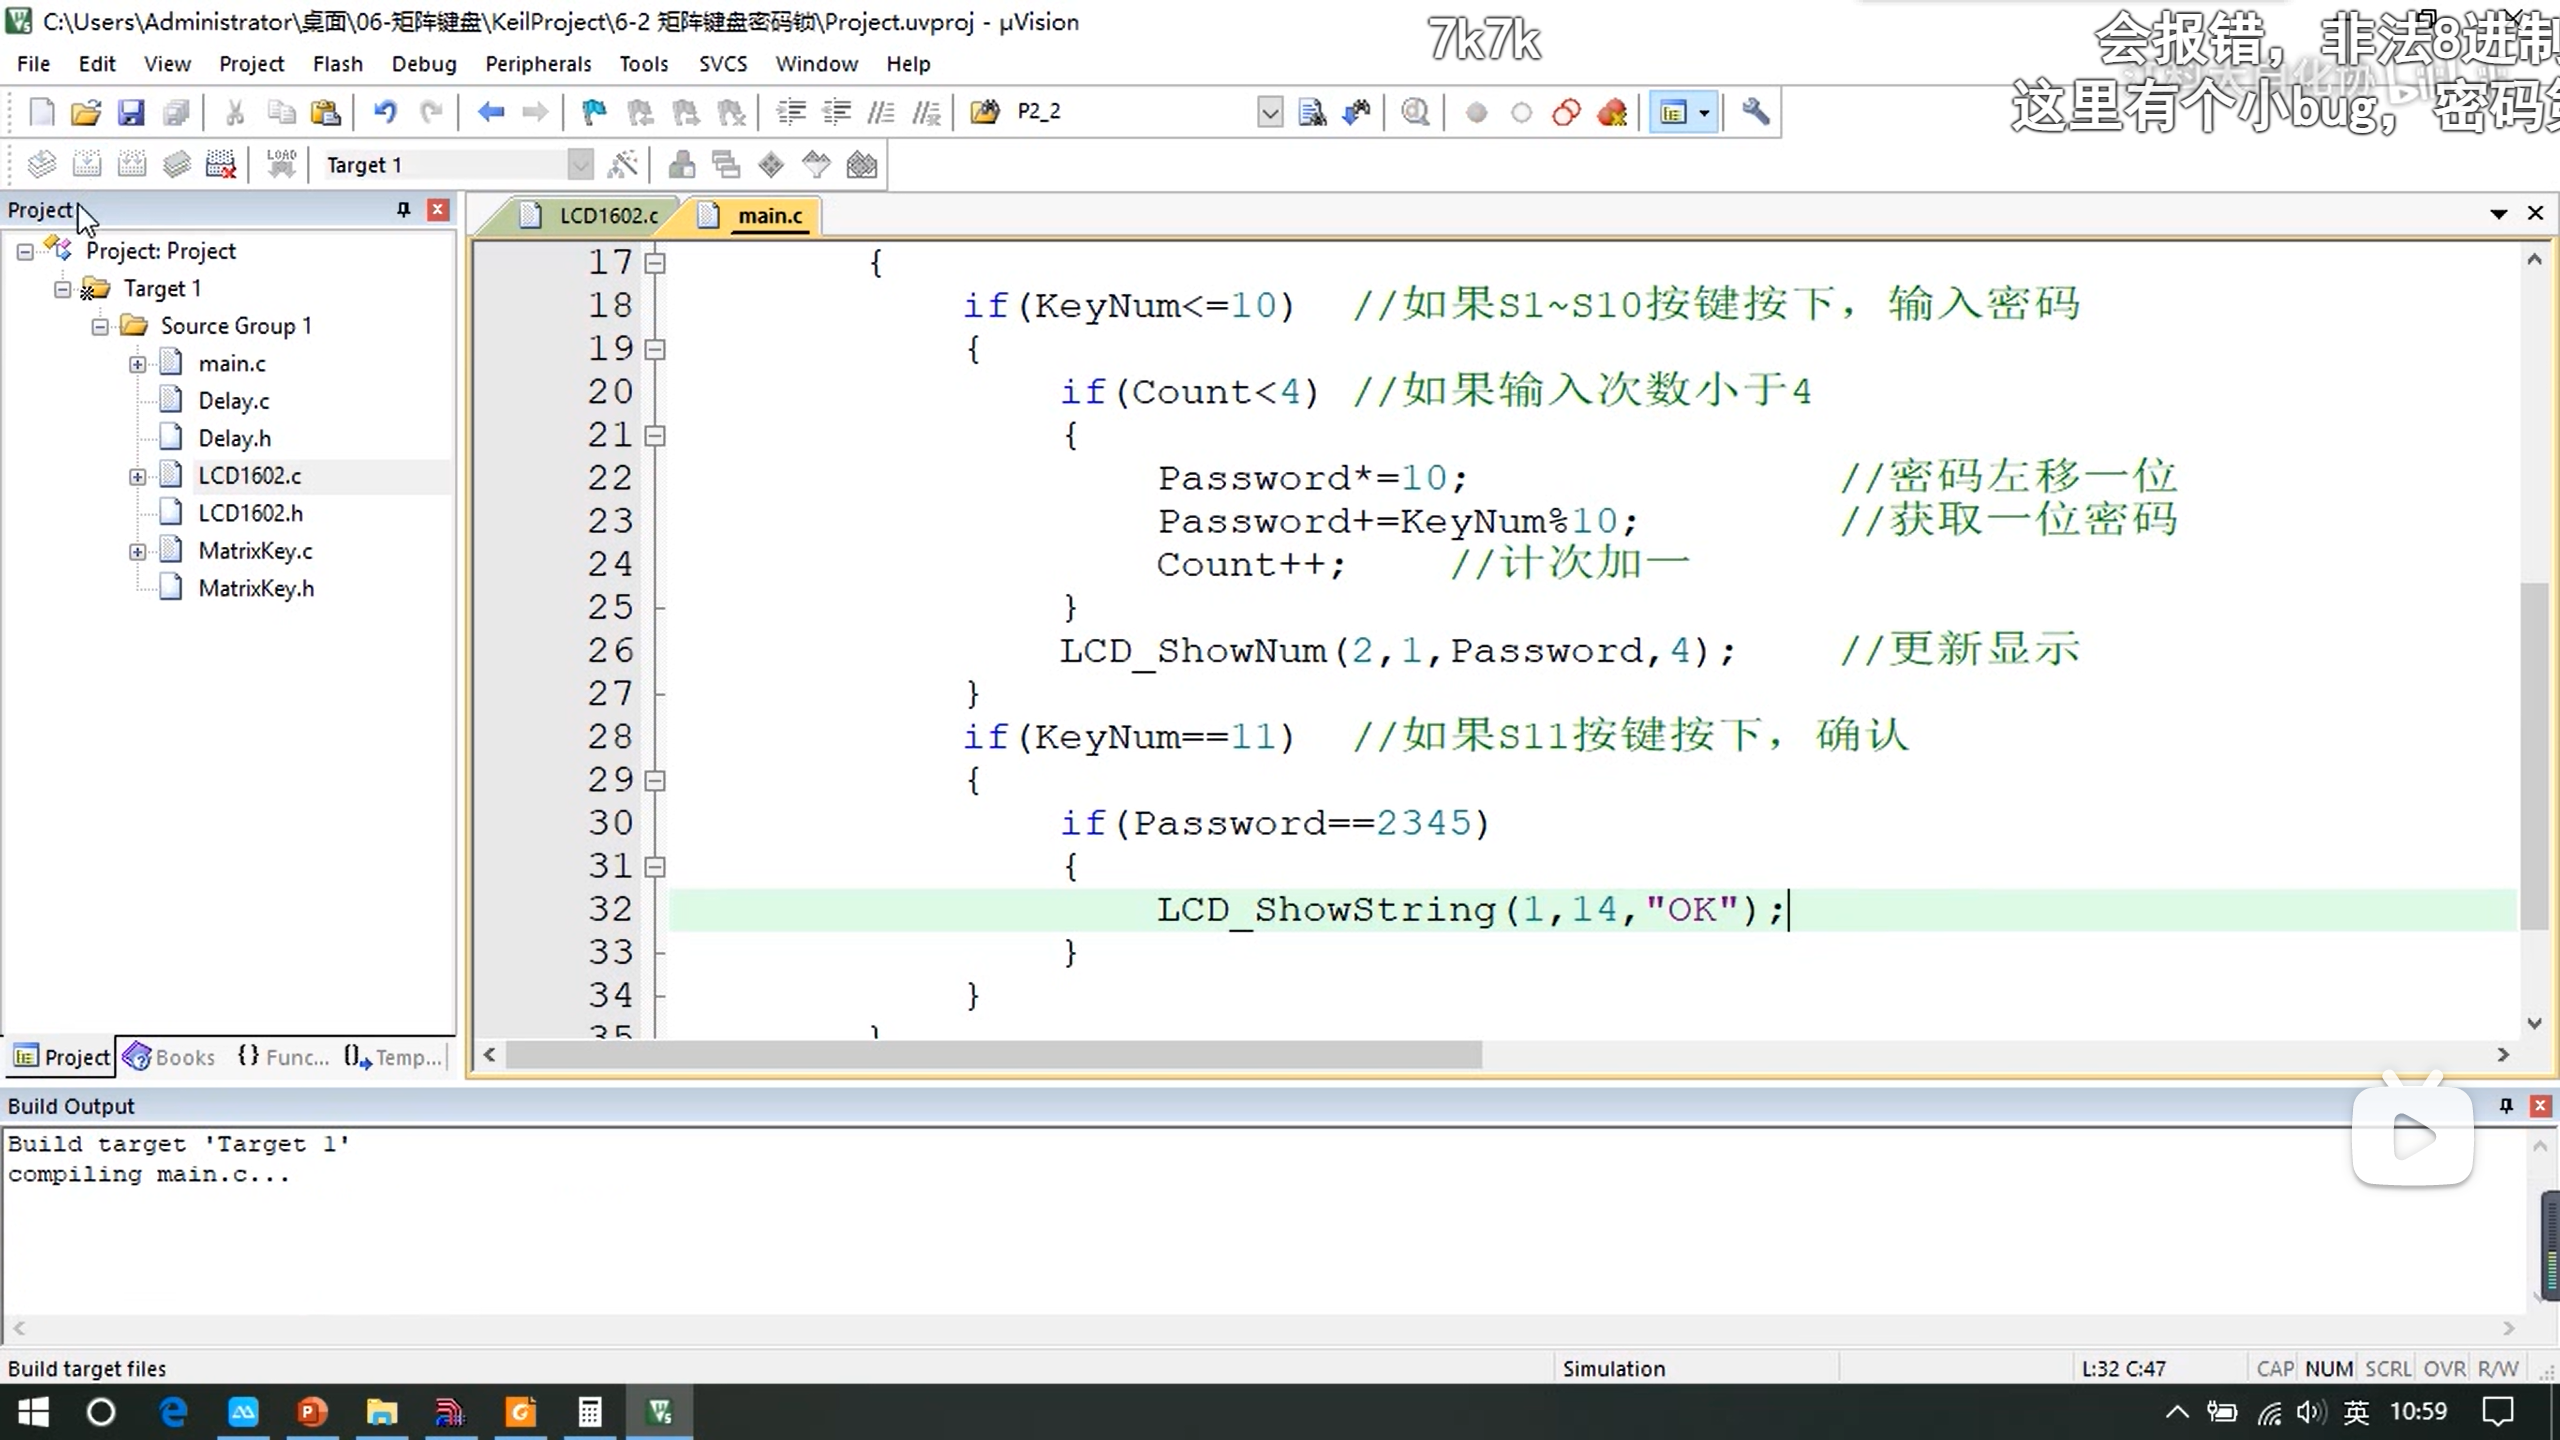 C:\Users\Administrator\桌面\06-矩阵键盘\KeilProject\6-2 矩阵键盘密码锁\Project.uvproj - µVision
7k7k
会报错，非法8进制
这里有个小bug，密码
File Edit View Project Flash Debug Peripherals Tools SVCS Window Help
P2_2
LOAD
Target 1
Project
LCD1602.c
main.c
Project: Project
Target 1
Source Group 1
main.c
Delay.c
Delay.h
LCD1602.c
LCD1602.h
MatrixKey.c
MatrixKey.h
17 {
18 if(KeyNum<=10) //如果S1~S10按键按下，输入密码
19 {
20 if(Count<4) //如果输入次数小于4
21 {
22 Password*=10; //密码左移一位
23 Password+=KeyNum%10; //获取一位密码
24 Count++; //计次加一
25 }
26 LCD_ShowNum(2,1,Password,4); //更新显示
27 }
28 if(KeyNum==11) //如果S11按键按下，确认
29 {
30 if(Password==2345)
31 {
32 LCD_ShowString(1,14,"OK");
33 }
34 }
35 }
Project Books {} Func... Temp...
Build Output
Build target 'Target 1'
compiling main.c...
Build target files
Simulation
L:32 C:47
CAP NUM SCRL OVR R/W
英 10:59